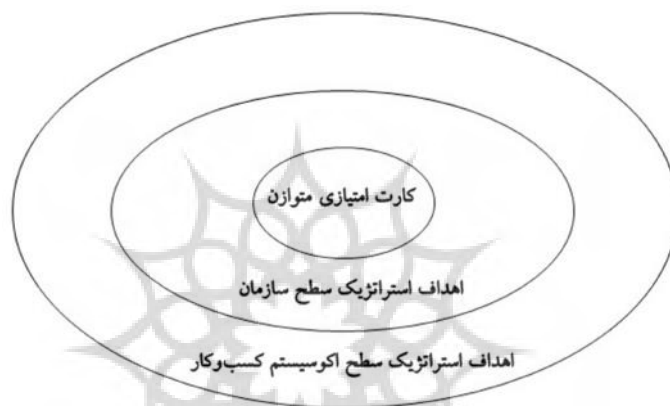 کارت امتیازی متوازن
اهداف استراتژیک سطح سازمان
اهداف استراتژیک سطح اکوسیستم کسب‌وکار